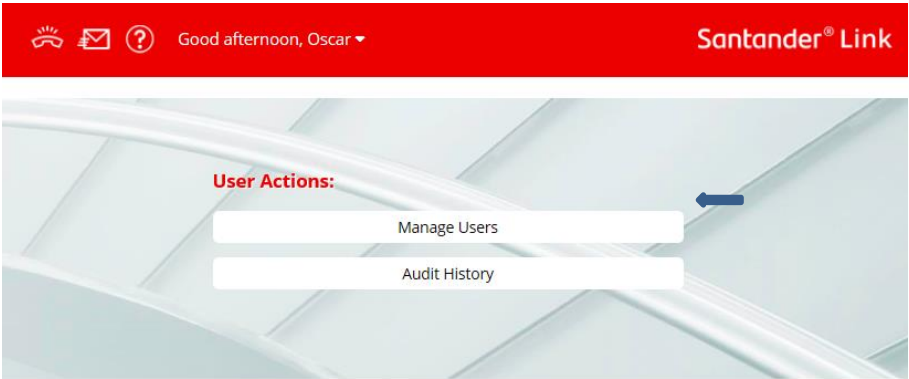 Good afternoon, Oscar
Santander® Link
User Actions:
Manage Users
Audit History